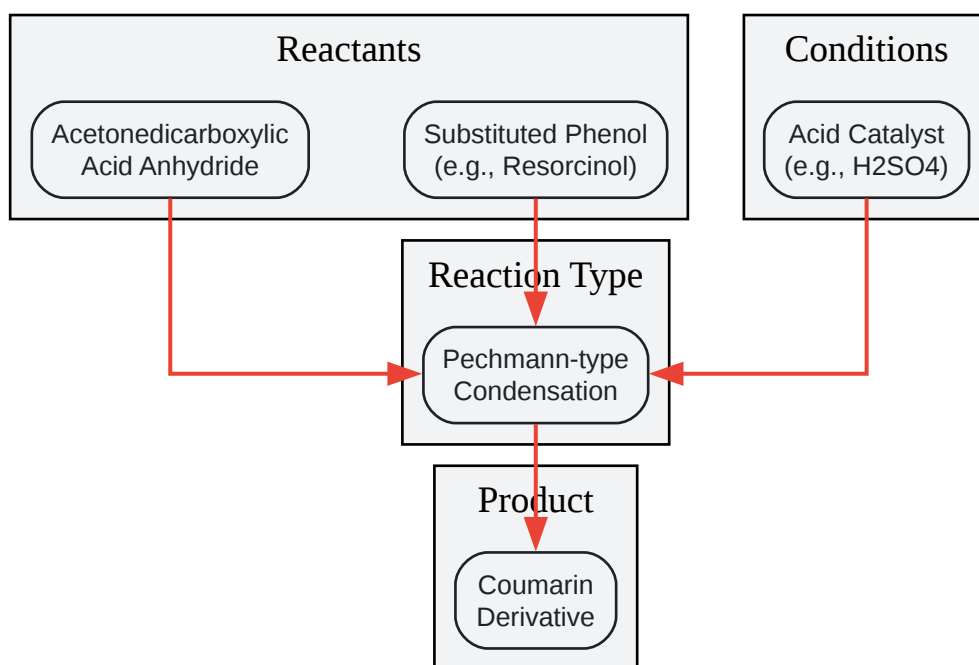 Reactants
Conditions
Acetonedicarboxylic
Acid Anhydride
Substituted Phenol
(e.g., Resorcinol)
Acid Catalyst
(e.g., H2SO4)
Reaction Type
Pechmann-type
Condensation
Product
Coumarin
Derivative